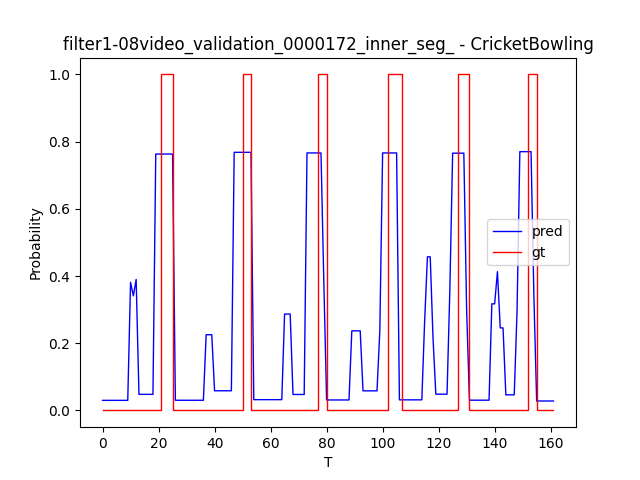 filter1-08video_validation_0000172_inner_seg_ - CricketBowling
1.0
0.8
0.6
0.4
0.2
0.0
Probability
pred
gt
0 20 40 60 80 100 120 140 160
T